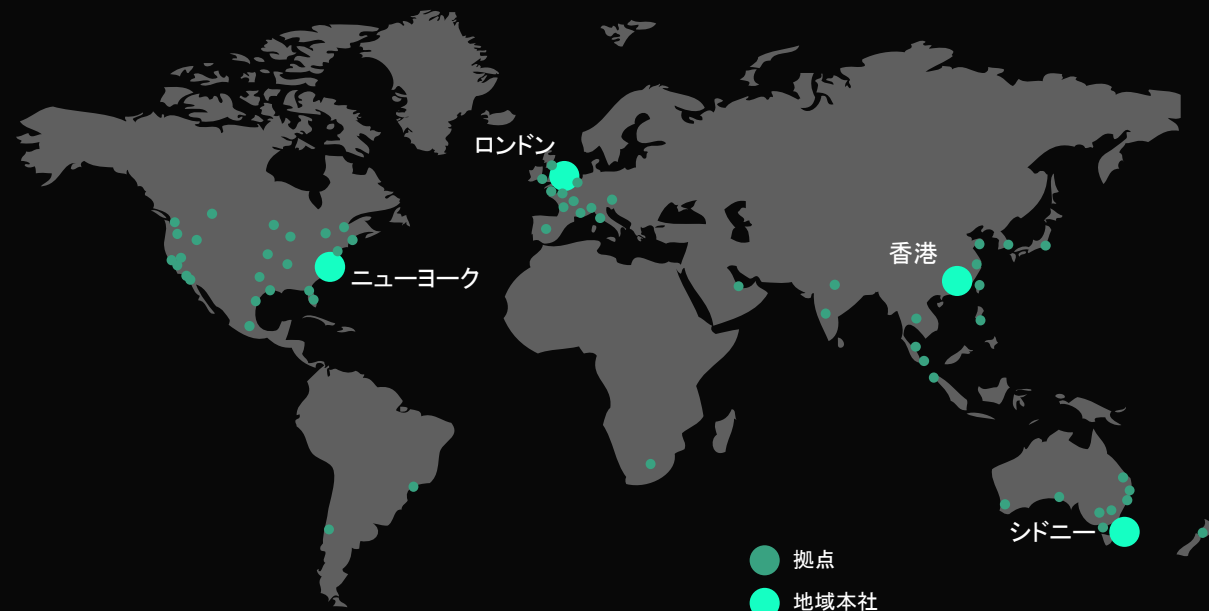 ロンドン
香港
ニューヨーク
シドニー
拠点
地域本社